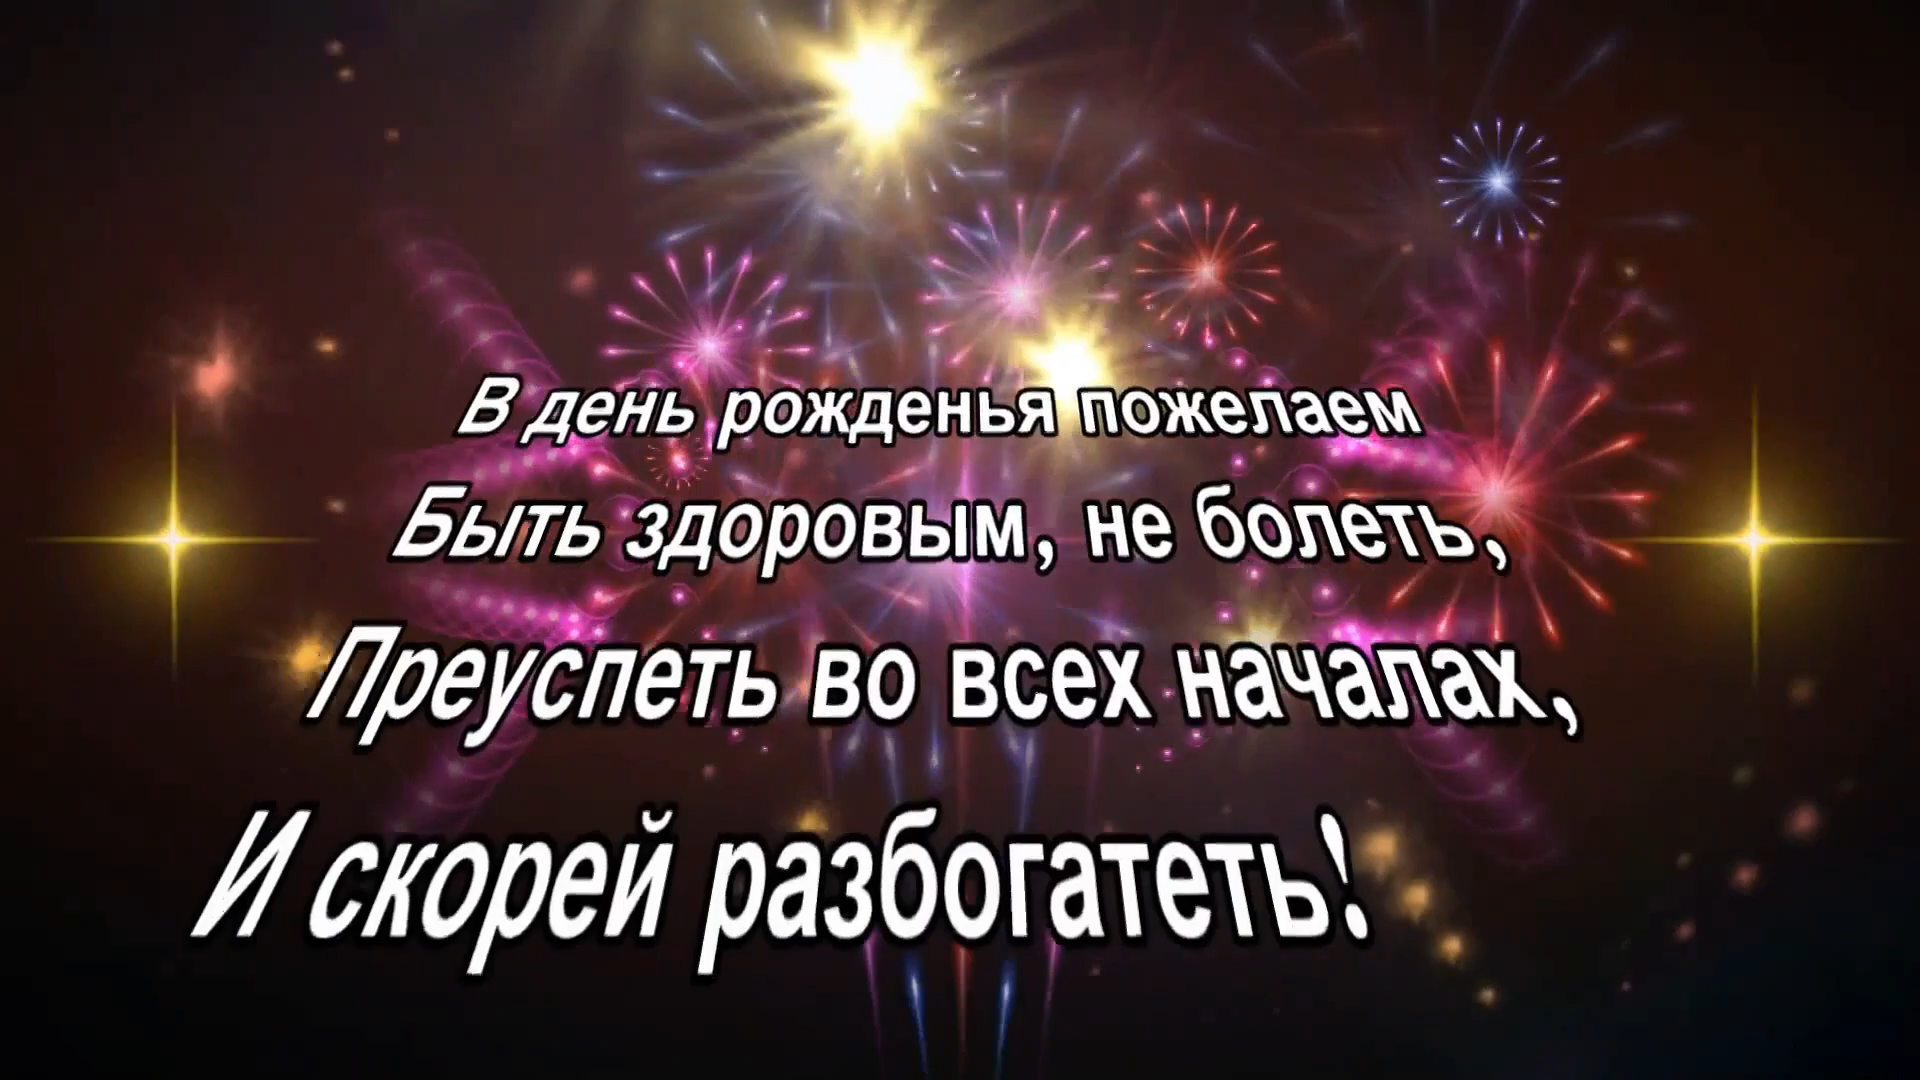 В день рожденья пожелаем
Быть здоровым, не болеть,
Преуспеть во всех началах,
И скорей разбогатеть!